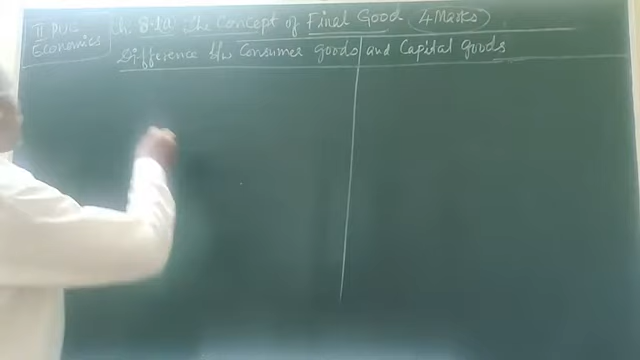 II PUC
Economics
Ch. 8.1(a) The Concept of Final Good (4 Marks)
Difference b/w Consumer goods and Capital goods